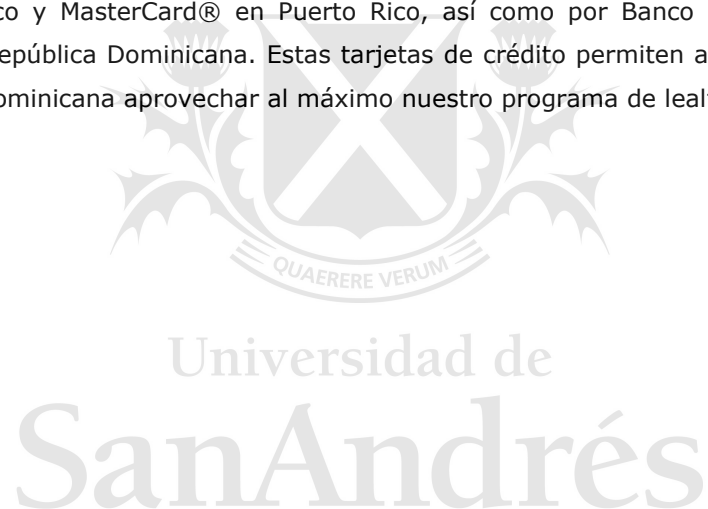 co y MasterCard® en Puerto Rico, así como por Banco
epública Dominicana. Estas tarjetas de crédito permiten a
ominicana aprovechar al máximo nuestro programa de leal
QUAERERE VERUM
Universidad de
SanAndrés